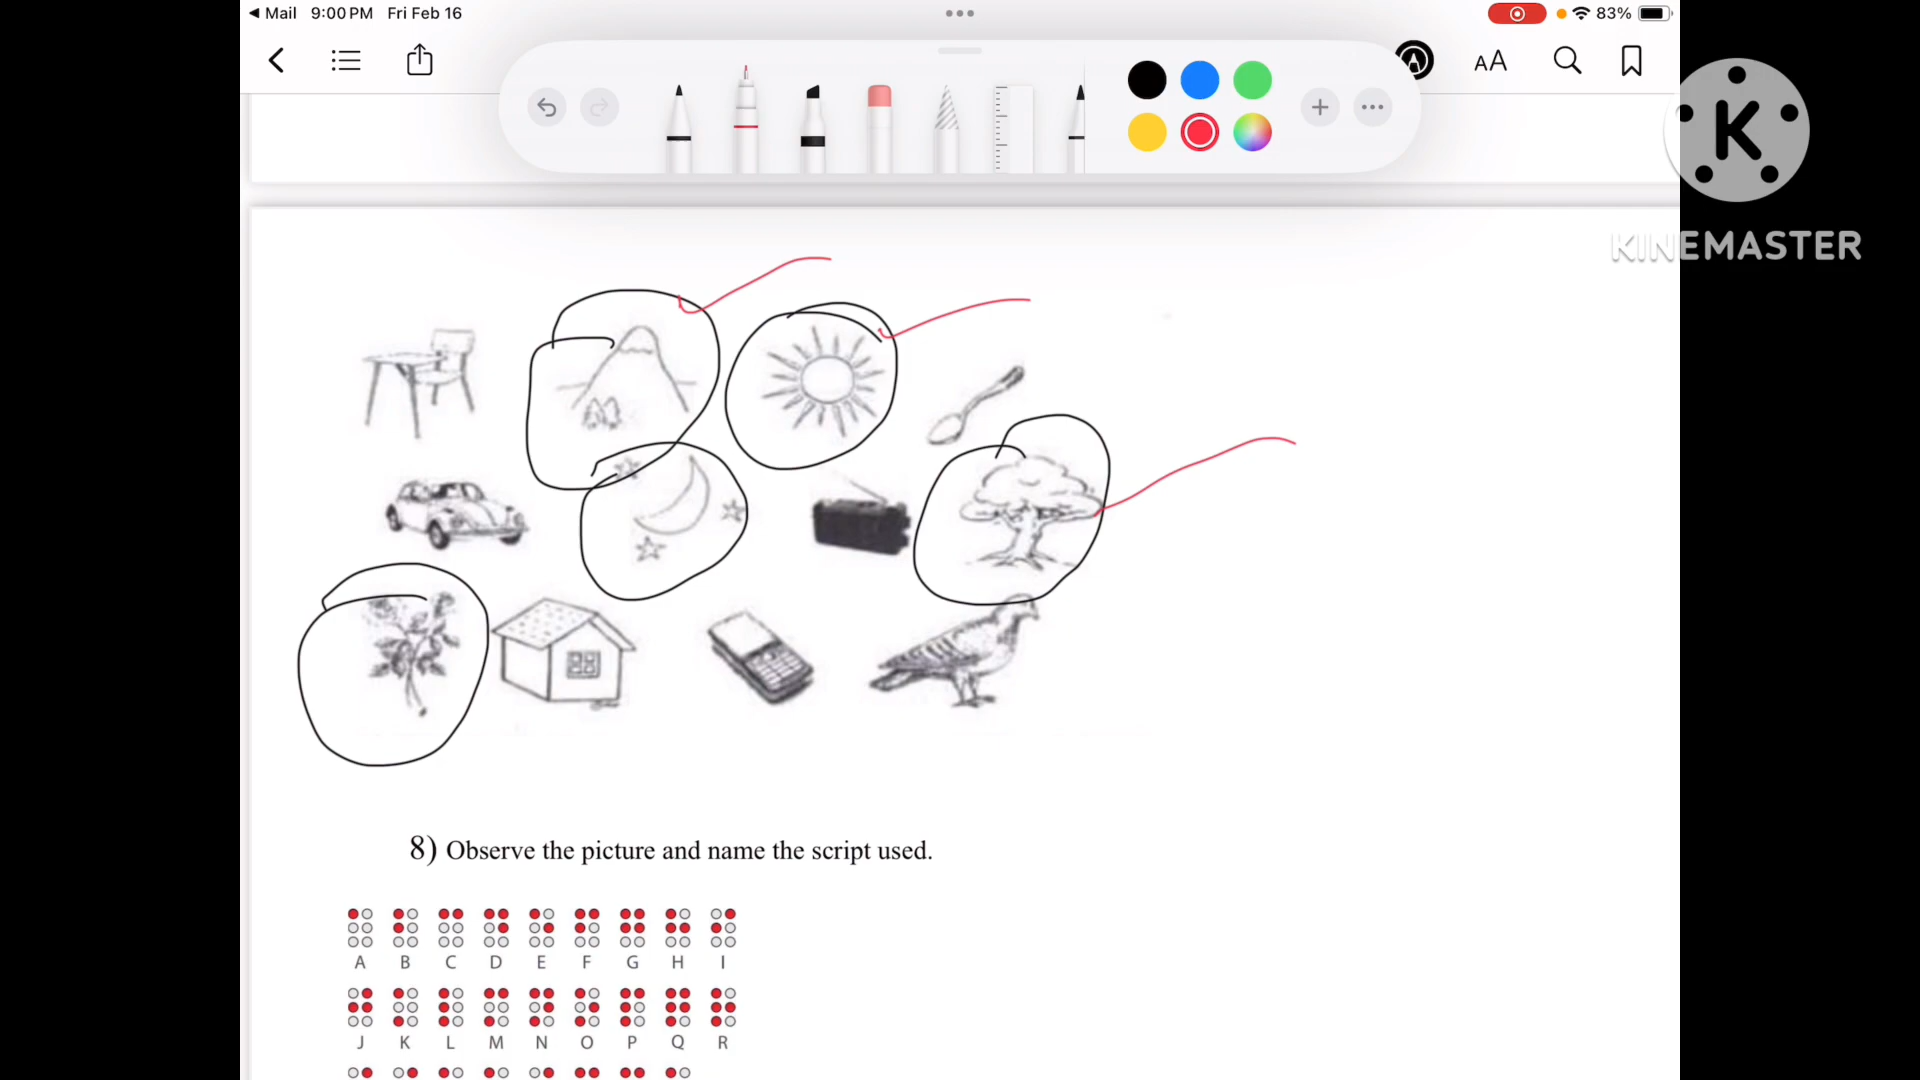 Mail 9:00 PM Fri Feb 16
83%
AA
K
KINEMASTER
8) Observe the picture and name the script used.
A B C D E F G H I
J K L M N O P Q R